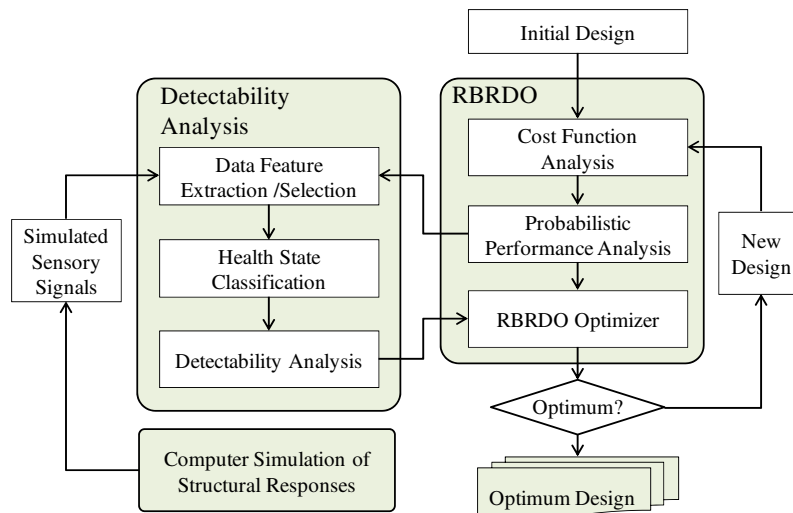 Initial Design
Detectability
Analysis
RBRDO
Cost Function
Analysis
Data Feature
Extraction /Selection
Probabilistic
Performance Analysis
Simulated
Sensory
Signals
New
Design
Health State
Classification
RBRDO Optimizer
Detectability Analysis
Optimum?
Computer Simulation of
Structural Responses
Optimum Design